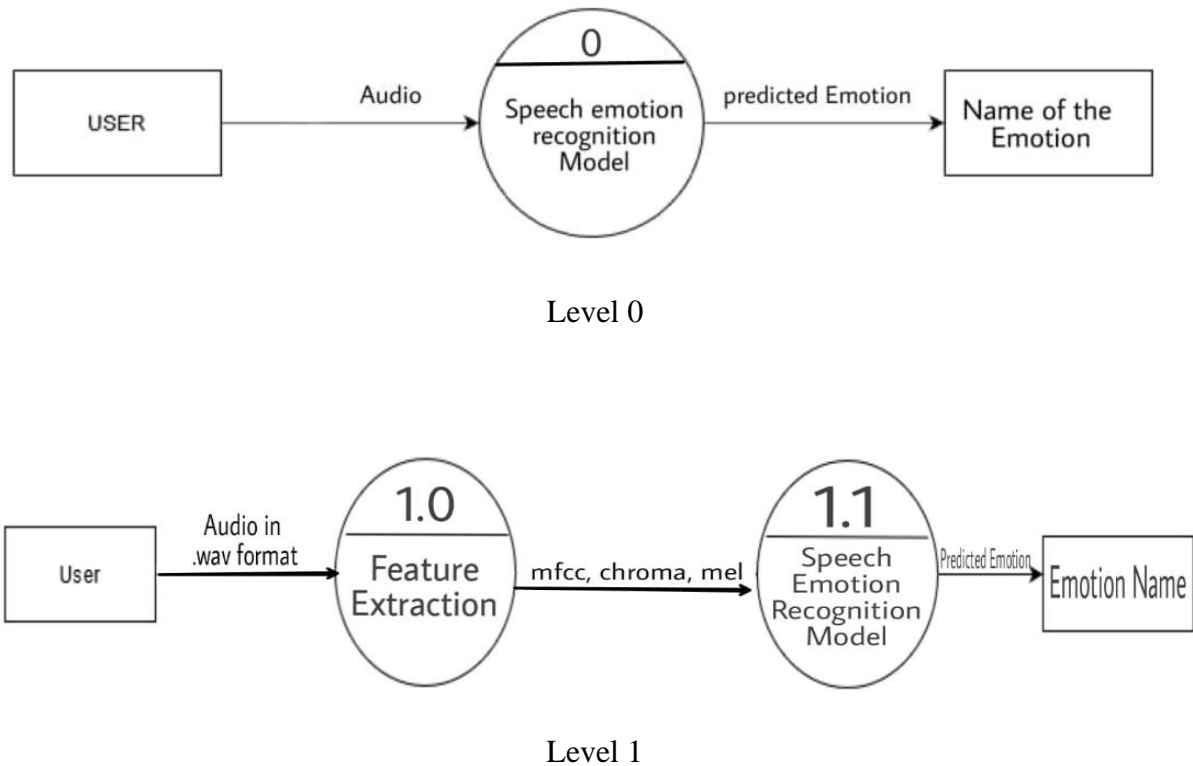 0
USER
Audio
Speech emotion
recognition
Model
predicted Emotion
Name of the
Emotion
Level 0
User
Audio in
.wav format
1.0
Feature
Extraction
mfcc, chroma, mel
1.1
Speech
Emotion
Recognition
Model
Predicted Emotion
Emotion Name
Level 1